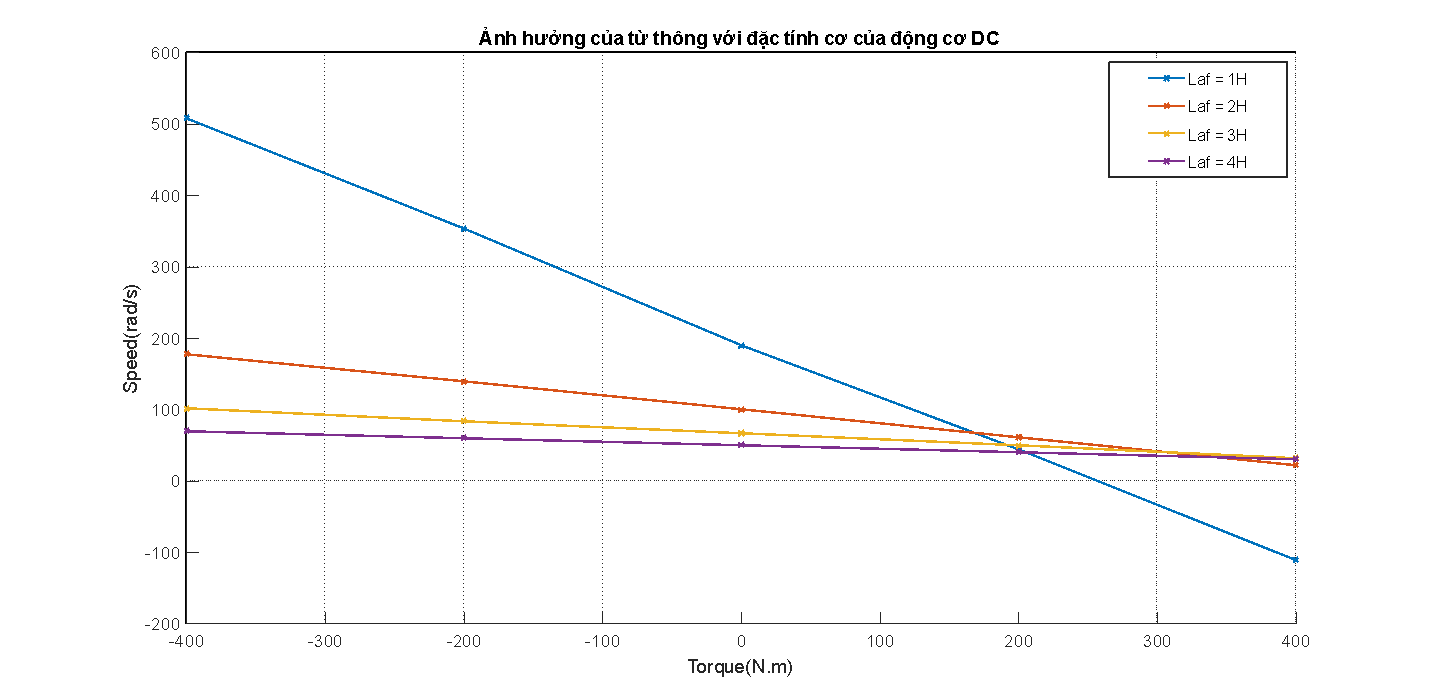 Ảnh hưởng của từ thông với đặc tính cơ của động cơ DC
600
500
400
300
200
100
0
-100
-200
Speed(rad/s)
-400 -300 -200 -100 0 100 200 300 400
Torque(N.m)
Laf = 1H
Laf = 2H
Laf = 3H
Laf = 4H